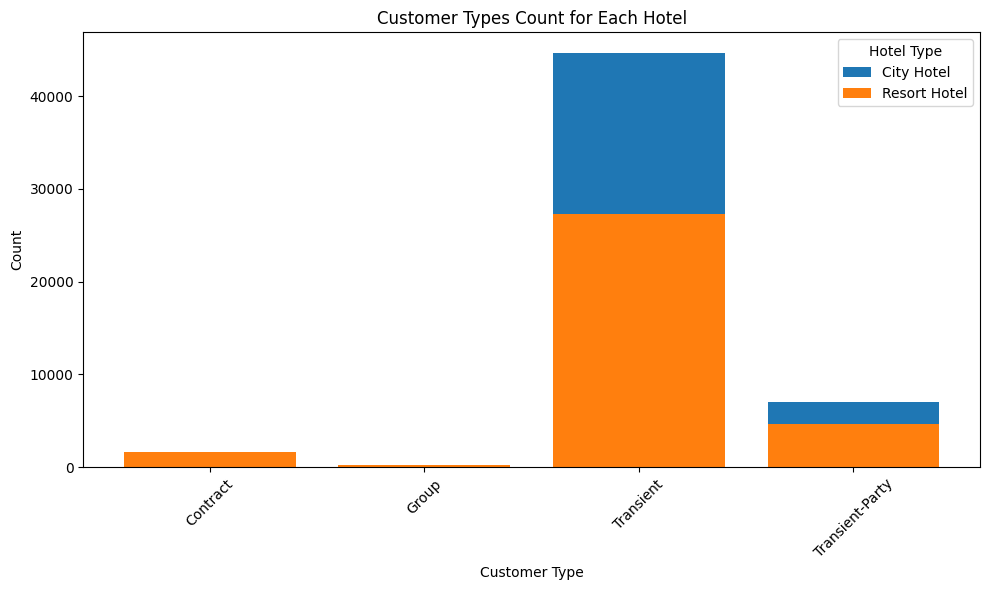 Customer Types Count for Each Hotel
Hotel Type
City Hotel
Resort Hotel
Count
40000
30000
20000
10000
0
Contract
Group
Transient
Transient-Party
Customer Type